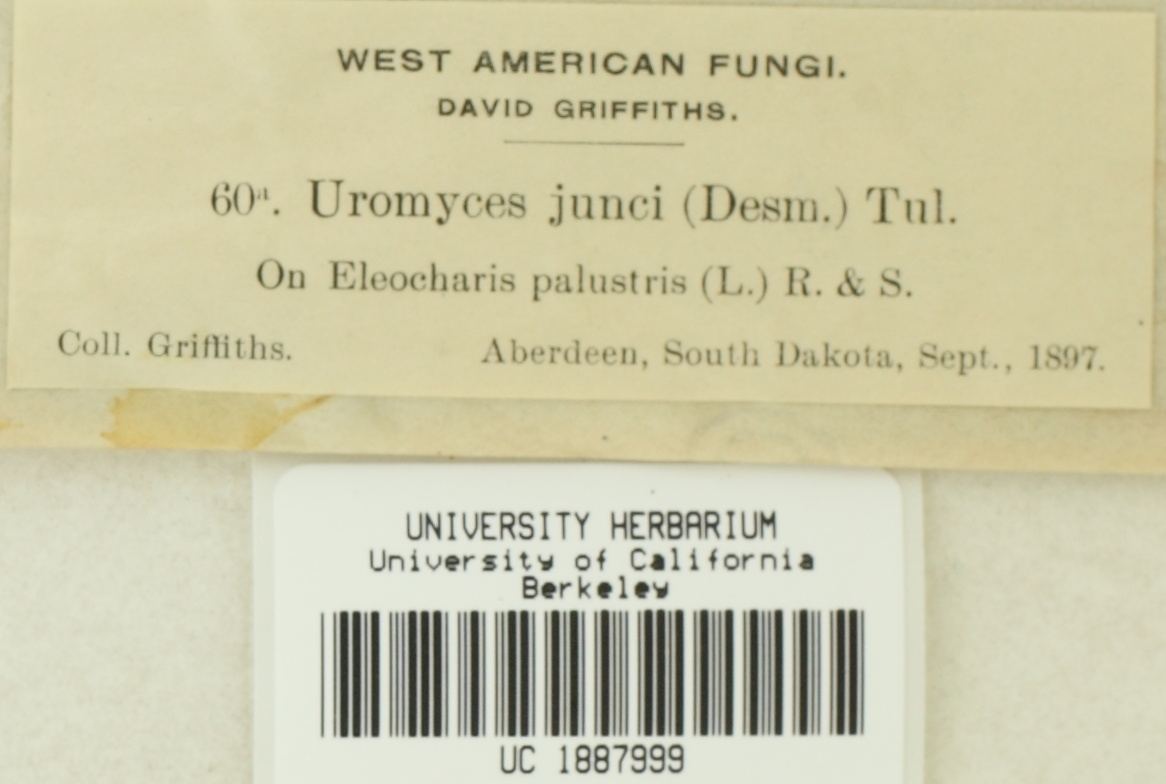 WEST AMERICAN FUNGI.
DAVID GRIFFITHS.
60a. Uromyces junci (Desm.) Tul.
On Eleocharis palustris (L.) R. & S.
Coll. Griffiths. Aberdeen, South Dakota, Sept., 1897.
UNIVERSITY HERBARIUM
University of California
Berkeley
UC 1887999